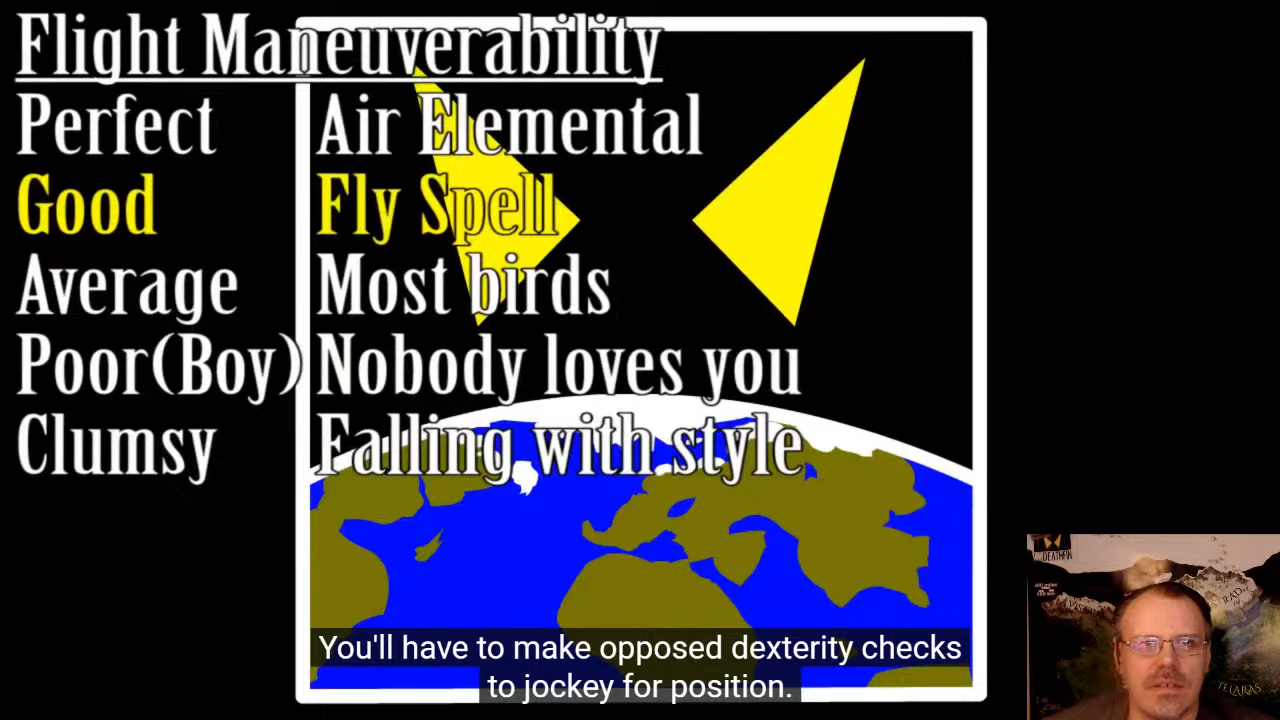 Flight Maneuverability
Perfect Air Elemental
Good Fly Spell
Average Most birds
Poor(Boy) Nobody loves you
Clumsy Falling with style
You'll have to make opposed dexterity checks
to jockey for position.
TELARAS